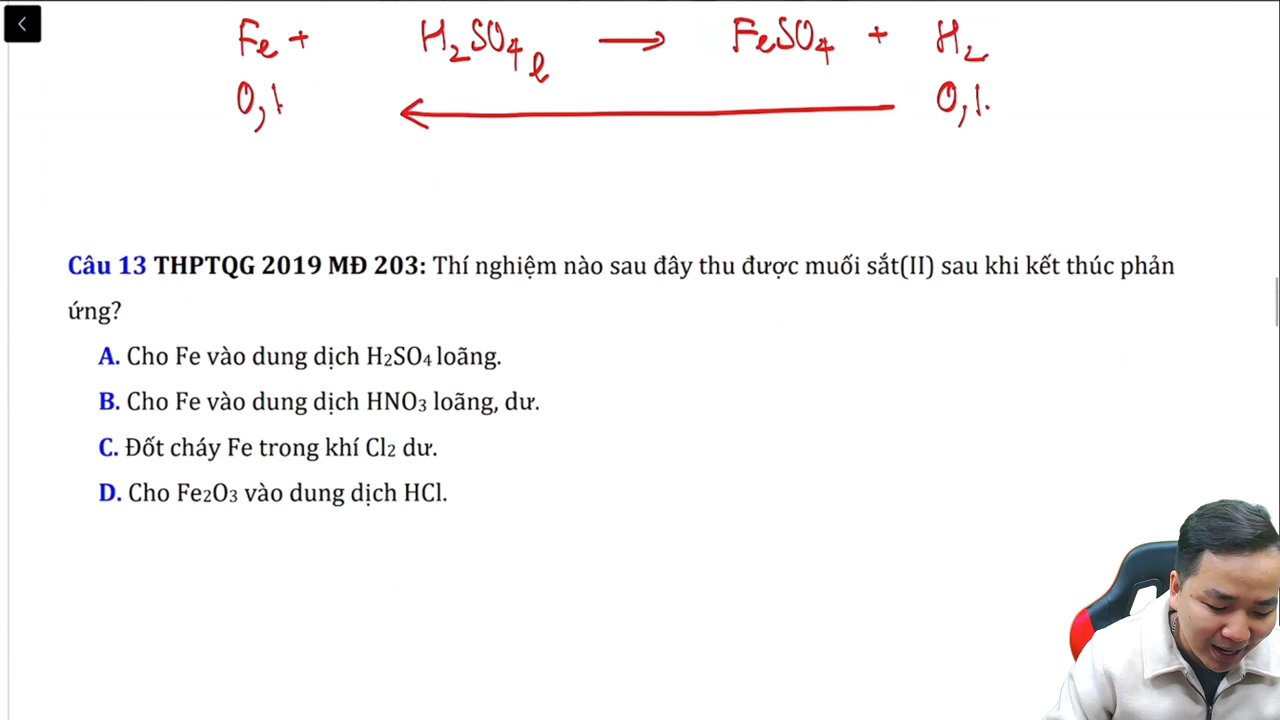 Fe + H₂SO₄ l → FeSO₄ + H₂
0,1 ← 0,1.
Câu 13 THPTQG 2019 MĐ 203: Thí nghiệm nào sau đây thu được muối sắt(II) sau khi kết thúc phản
ứng?
A. Cho Fe vào dung dịch H₂SO₄ loãng.
B. Cho Fe vào dung dịch HNO₃ loãng, dư.
C. Đốt cháy Fe trong khí Cl₂ dư.
D. Cho Fe₂O₃ vào dung dịch HCl.